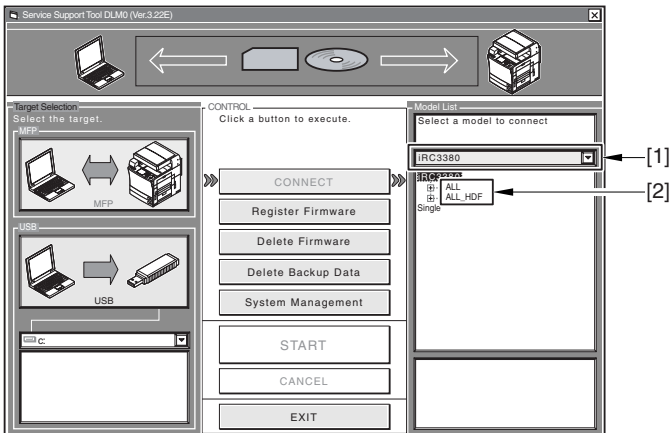 Service Support Tool DLM0 (Ver.3.22E)
Target Selection
Select the target.
MFP
MFP
USB
USB
C:
CONTROL
Click a button to execute.
CONNECT
Register Firmware
Delete Firmware
Delete Backup Data
System Management
START
CANCEL
EXIT
Model List
Select a model to connect
iRC3380
[1]
iRC3280
ALL
[2]
ALL_HDF
Single